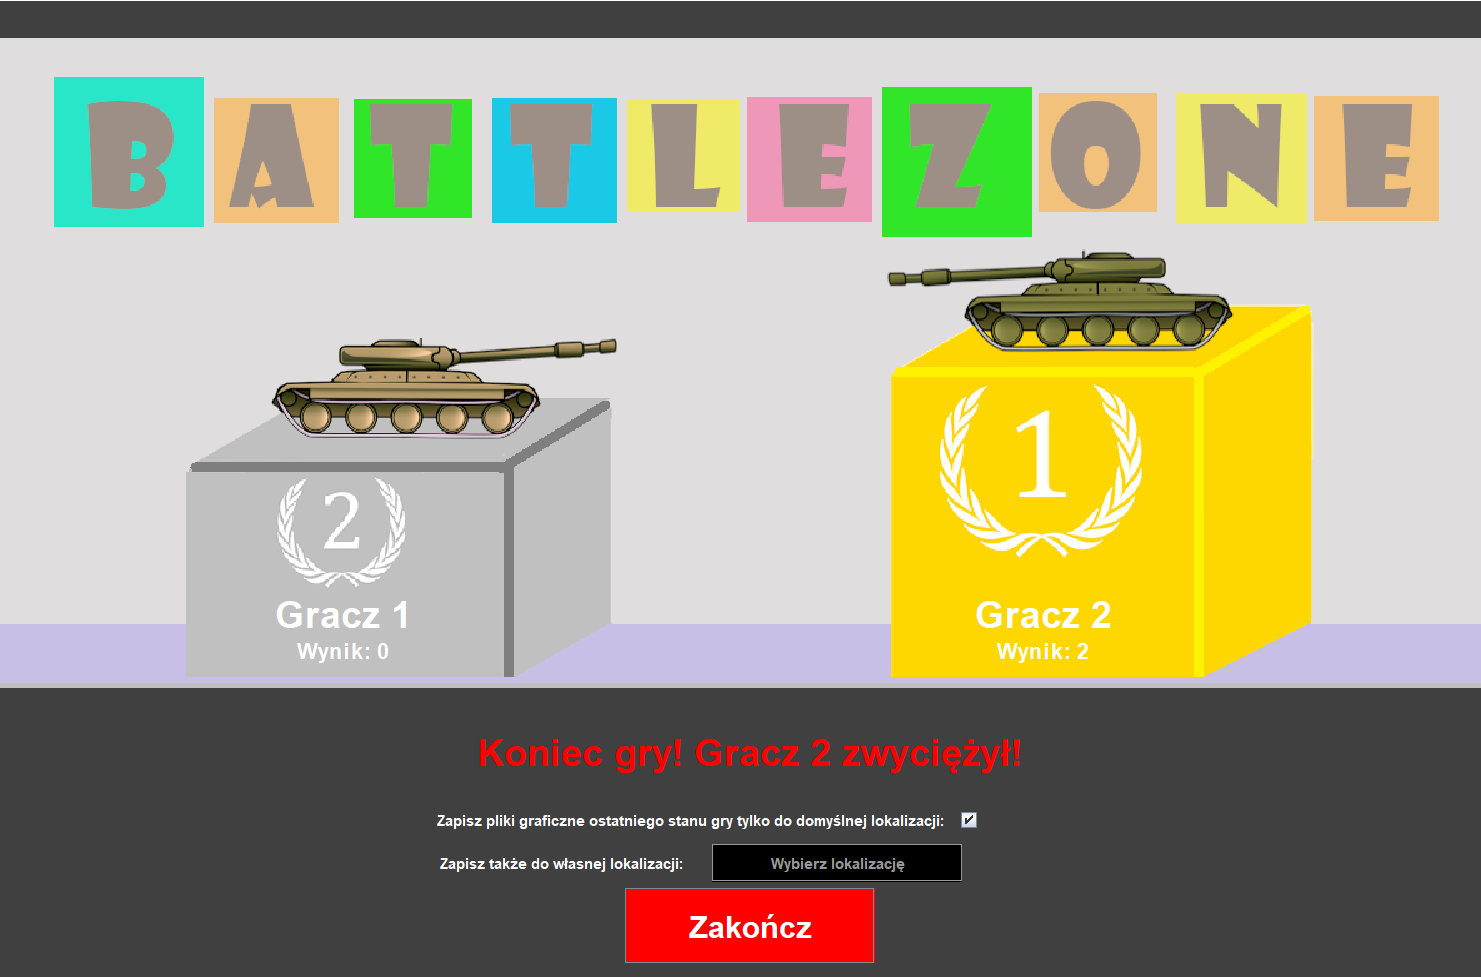 BATTLEZONE
2
Gracz 1
Wynik: 0
1
Gracz 2
Wynik: 2
Koniec gry! Gracz 2 zwyciężył!
Zapisz pliki graficzne ostatniego stanu gry tylko do domyślnej lokalizacji:
Zapisz także do własnej lokalizacji: Wybierz lokalizację
Zakończ